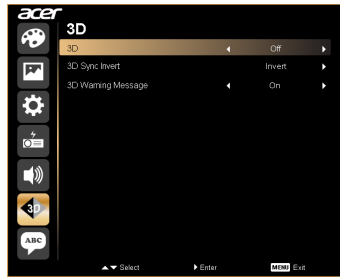 acer
3D
3D Off
3D Sync Invert Invert
3D Warning Message On
3D
ABC
Select Enter MENU Exit